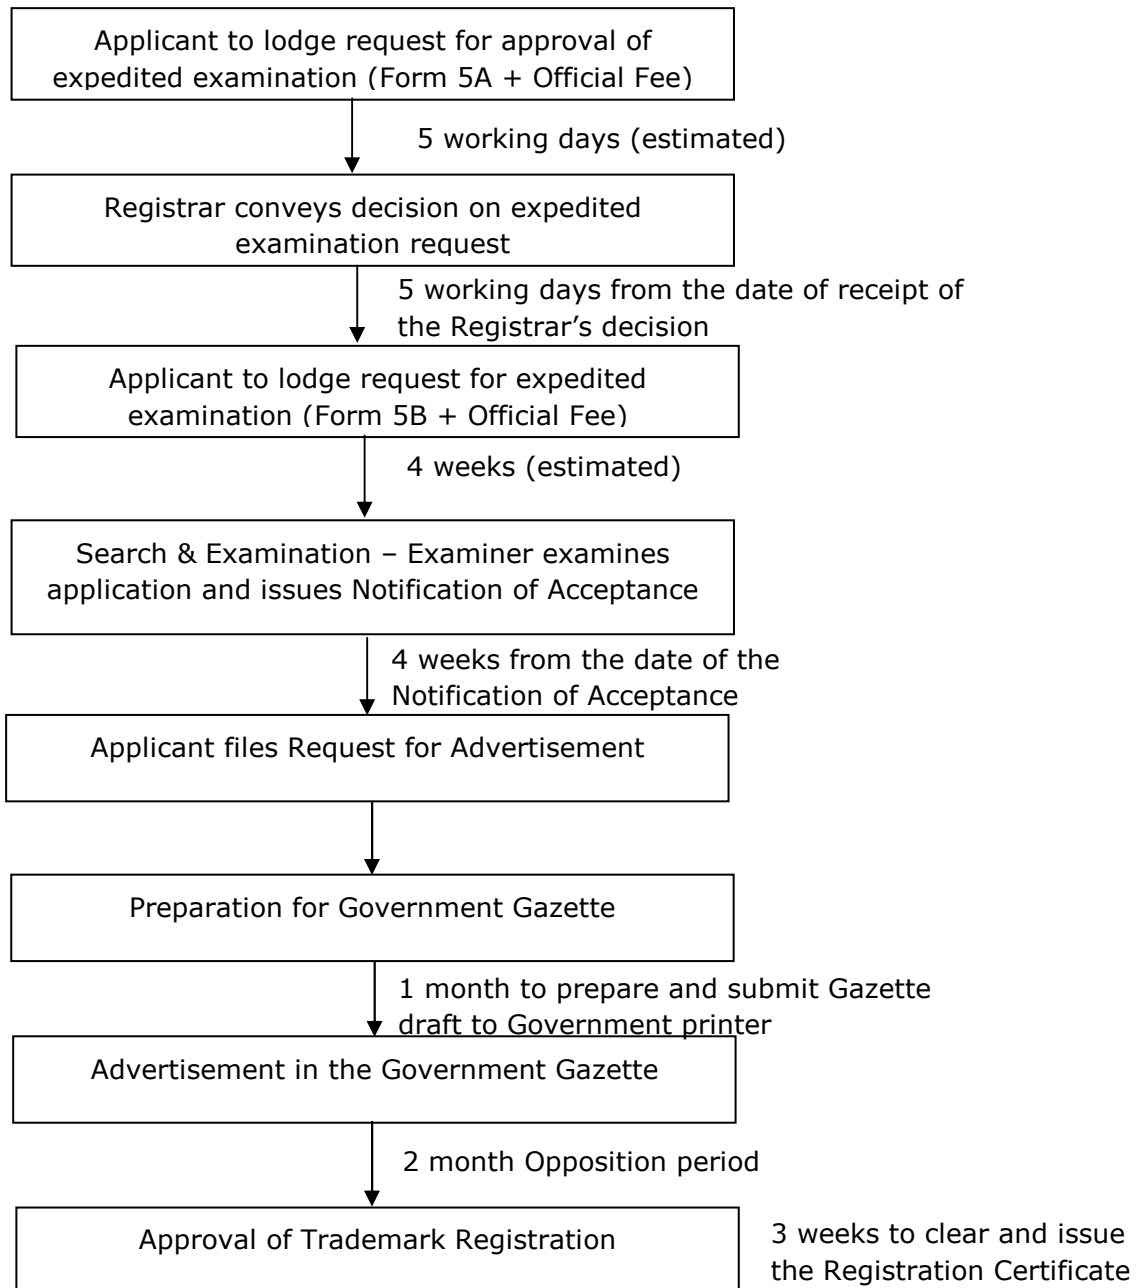 Applicant to lodge request for approval of
expedited examination (Form 5A + Official Fee)
5 working days (estimated)
Registrar conveys decision on expedited
examination request
5 working days from the date of receipt of
the Registrar’s decision
Applicant to lodge request for expedited
examination (Form 5B + Official Fee)
4 weeks (estimated)
Search & Examination – Examiner examines
application and issues Notification of Acceptance
4 weeks from the date of the
Notification of Acceptance
Applicant files Request for Advertisement
Preparation for Government Gazette
1 month to prepare and submit Gazette
draft to Government printer
Advertisement in the Government Gazette
2 month Opposition period
Approval of Trademark Registration
3 weeks to clear and issue
the Registration Certificate